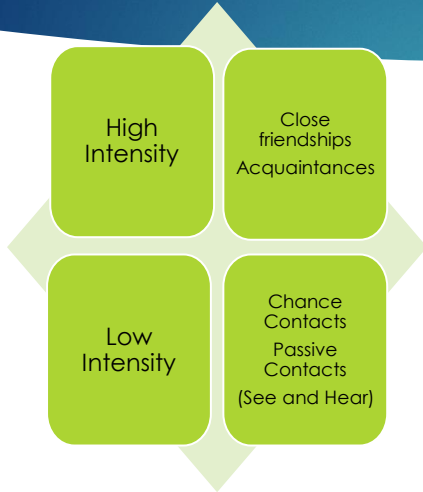 High
Intensity
Close
friendships
Acquaintances
Low
Intensity
Chance
Contacts
Passive
Contacts
(See and Hear)